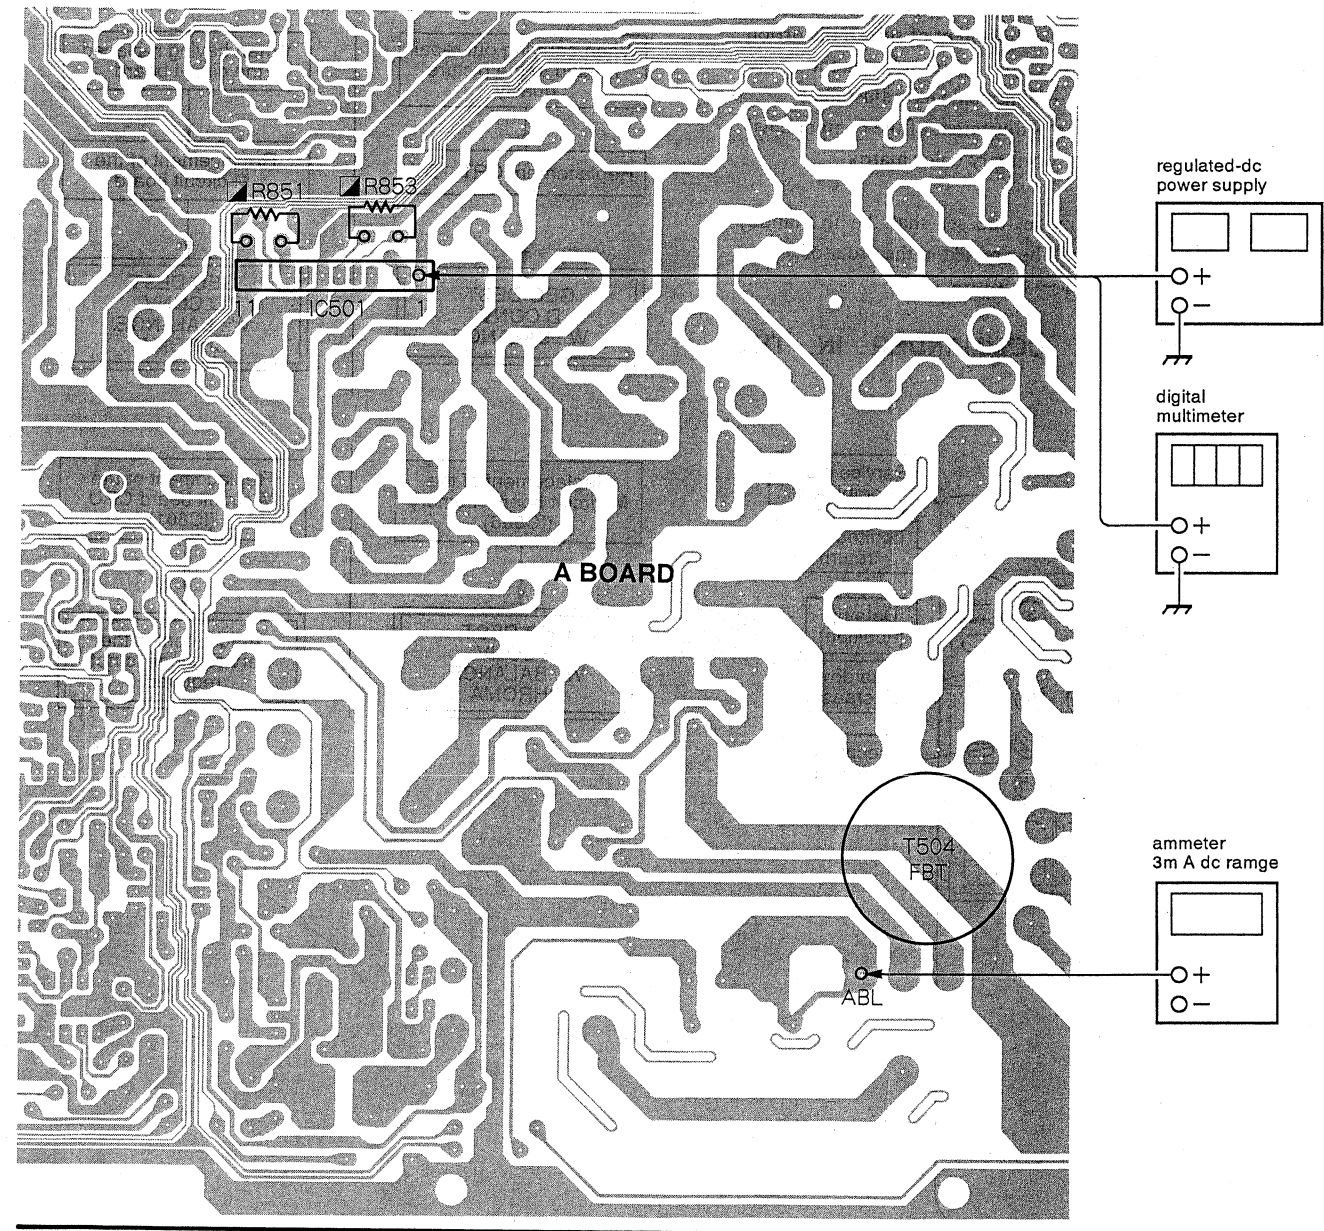 regulated-dc
power supply
R851 R853
+
−
11 IC501 1
digital
multimeter
+
−
A BOARD
ammeter
3m A dc ramge
T504
FBT
+
ABL
−